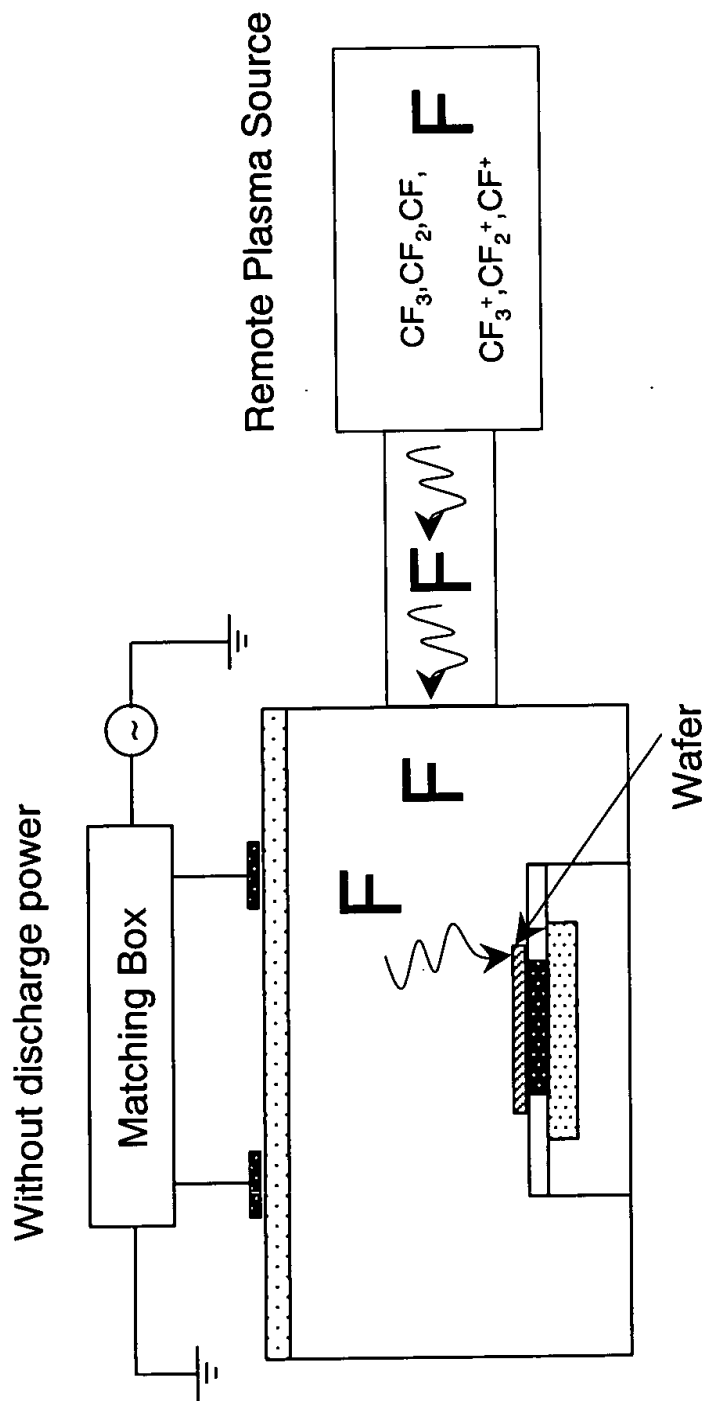 Without discharge power
Matching Box
~
Remote Plasma Source
CF₃,CF₂,CF,
CF₃⁺,CF₂⁺,CF⁺
F
F
F
F
Wafer